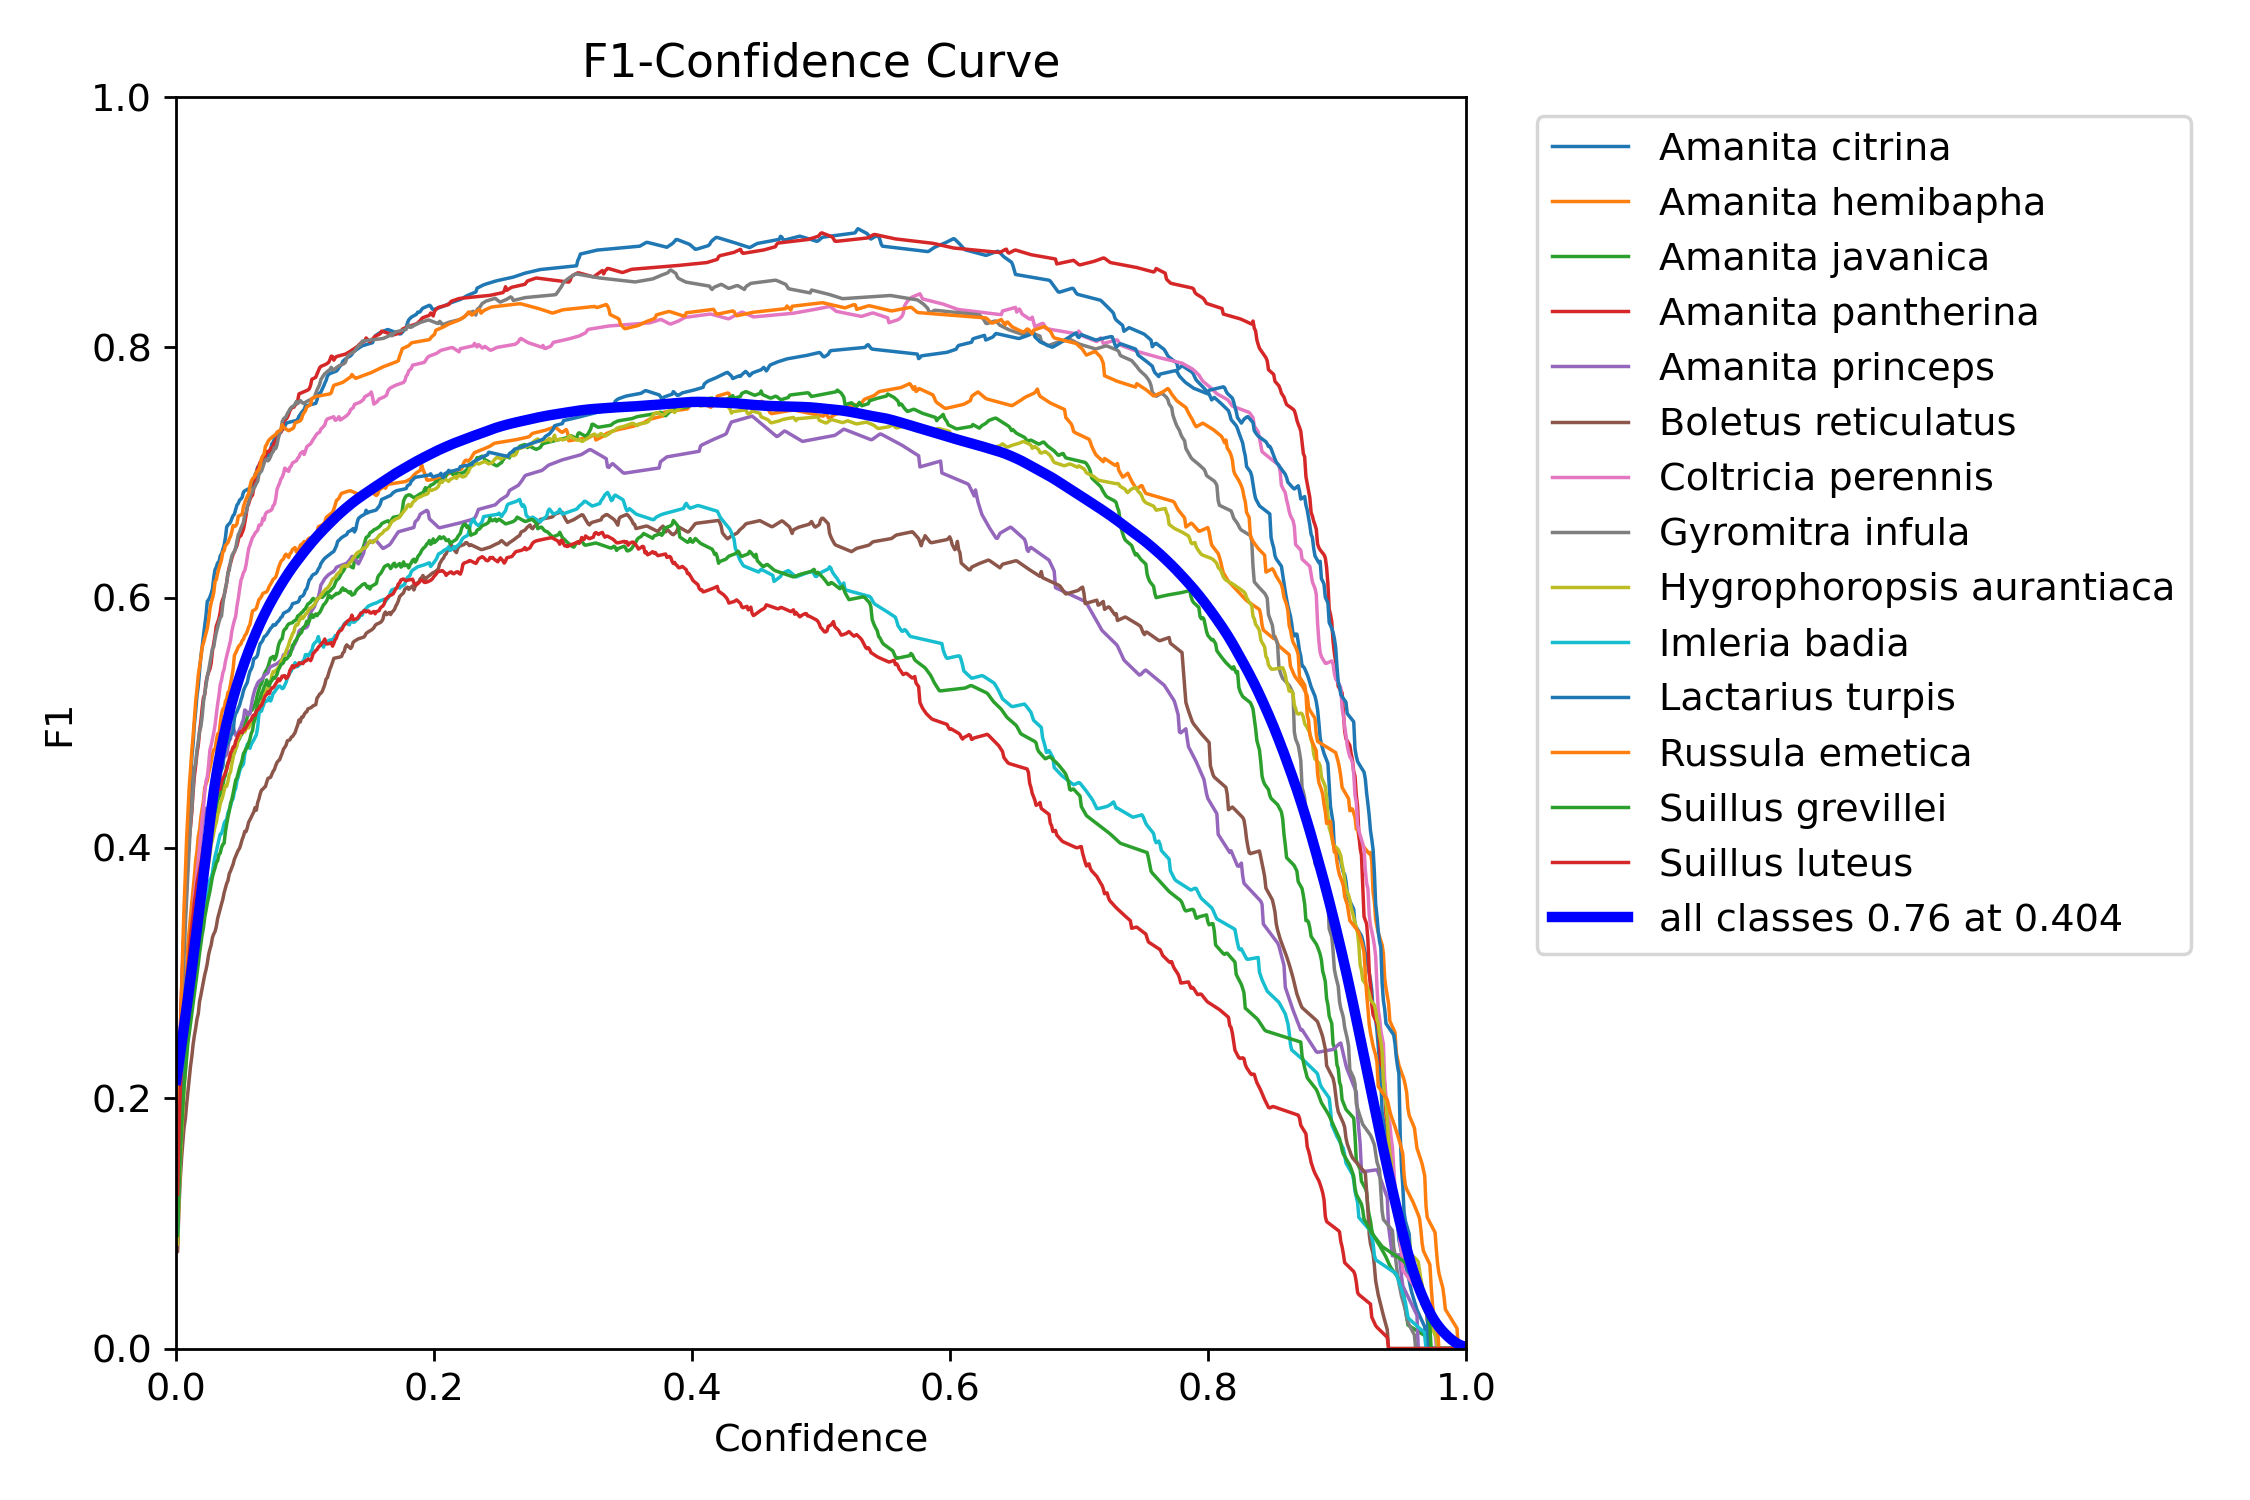 F1-Confidence Curve
1.0
0.8
0.6
0.4
0.2
0.0
F1
0.0 0.2 0.4 0.6 0.8 1.0
Confidence
Amanita citrina
Amanita hemibapha
Amanita javanica
Amanita pantherina
Amanita princeps
Boletus reticulatus
Coltricia perennis
Gyromitra infula
Hygrophoropsis aurantiaca
Imleria badia
Lactarius turpis
Russula emetica
Suillus grevillei
Suillus luteus
all classes 0.76 at 0.404